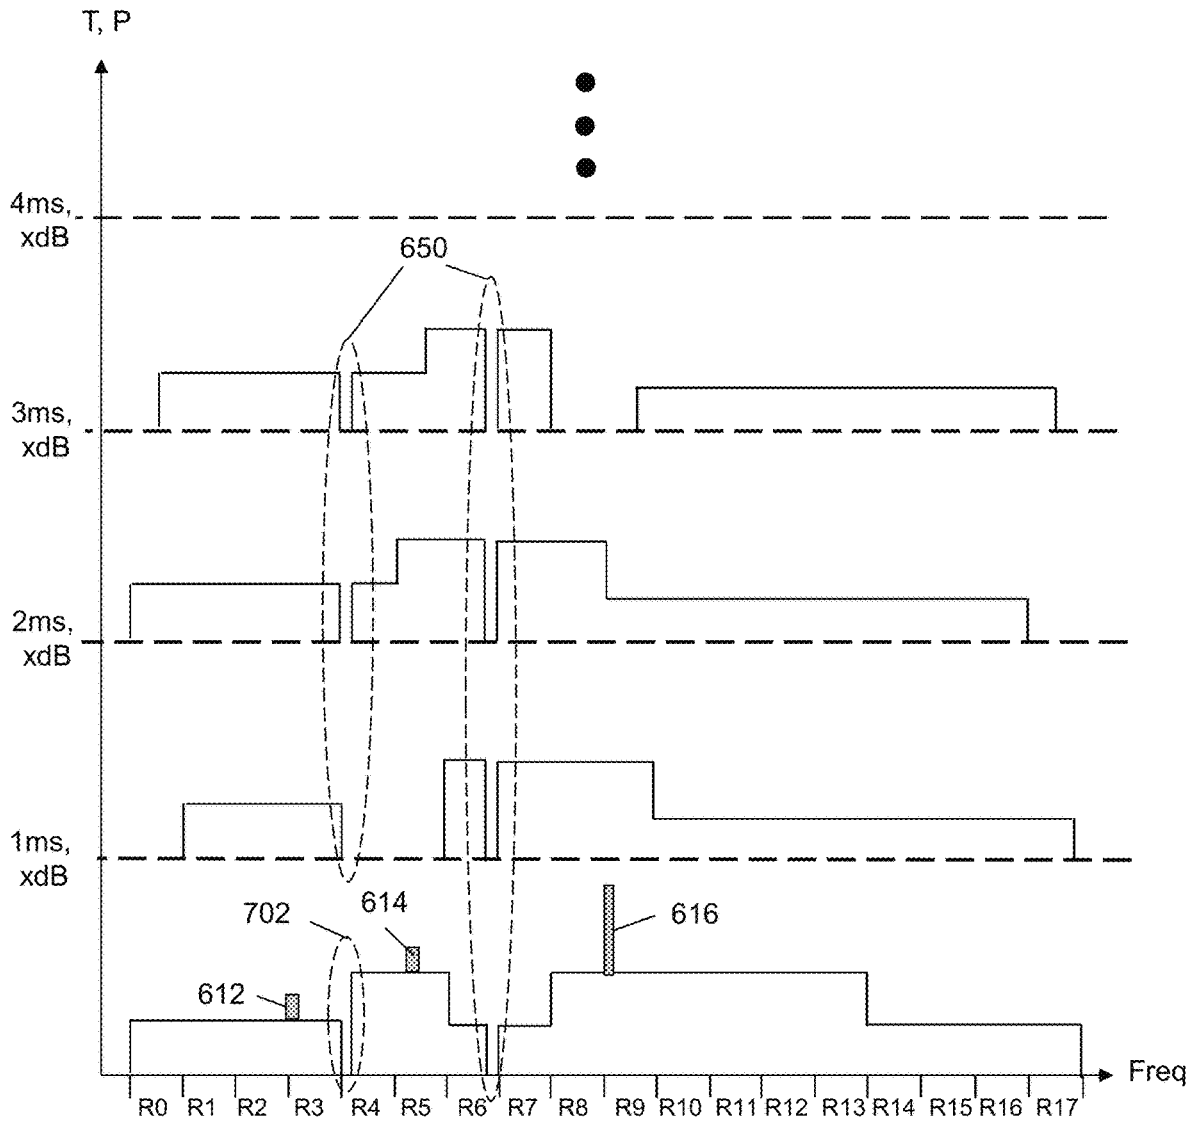 T, P
4ms,
xdB
650
3ms,
xdB
2ms,
xdB
1ms,
xdB
702
614
616
612
Freq
R0 R1 R2 R3 R4 R5 R6 R7 R8 R9 R10 R11 R12 R13 R14 R15 R16 R17